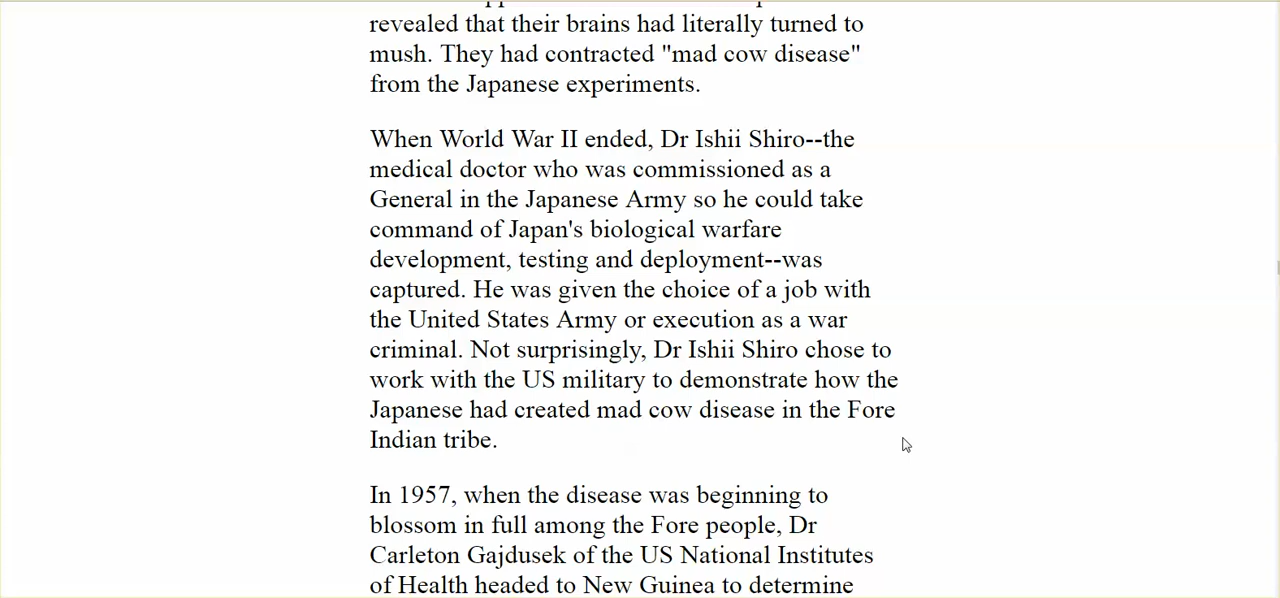 revealed that their brains had literally turned to
mush. They had contracted "mad cow disease"
from the Japanese experiments.
When World War II ended, Dr Ishii Shiro--the
medical doctor who was commissioned as a
General in the Japanese Army so he could take
command of Japan's biological warfare
development, testing and deployment--was
captured. He was given the choice of a job with
the United States Army or execution as a war
criminal. Not surprisingly, Dr Ishii Shiro chose to
work with the US military to demonstrate how the
Japanese had created mad cow disease in the Fore
Indian tribe.
In 1957, when the disease was beginning to
blossom in full among the Fore people, Dr
Carleton Gajdusek of the US National Institutes
of Health headed to New Guinea to determine